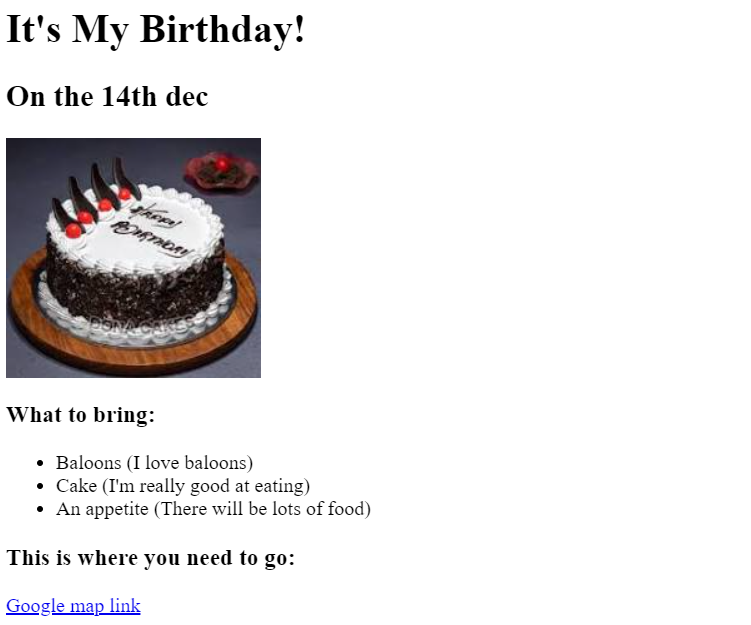 It's My Birthday!
On the 14th dec
HAPPY
BIRTHDAY
DONA CAKES
What to bring:
Baloons (I love baloons)
Cake (I'm really good at eating)
An appetite (There will be lots of food)
This is where you need to go:
Google map link